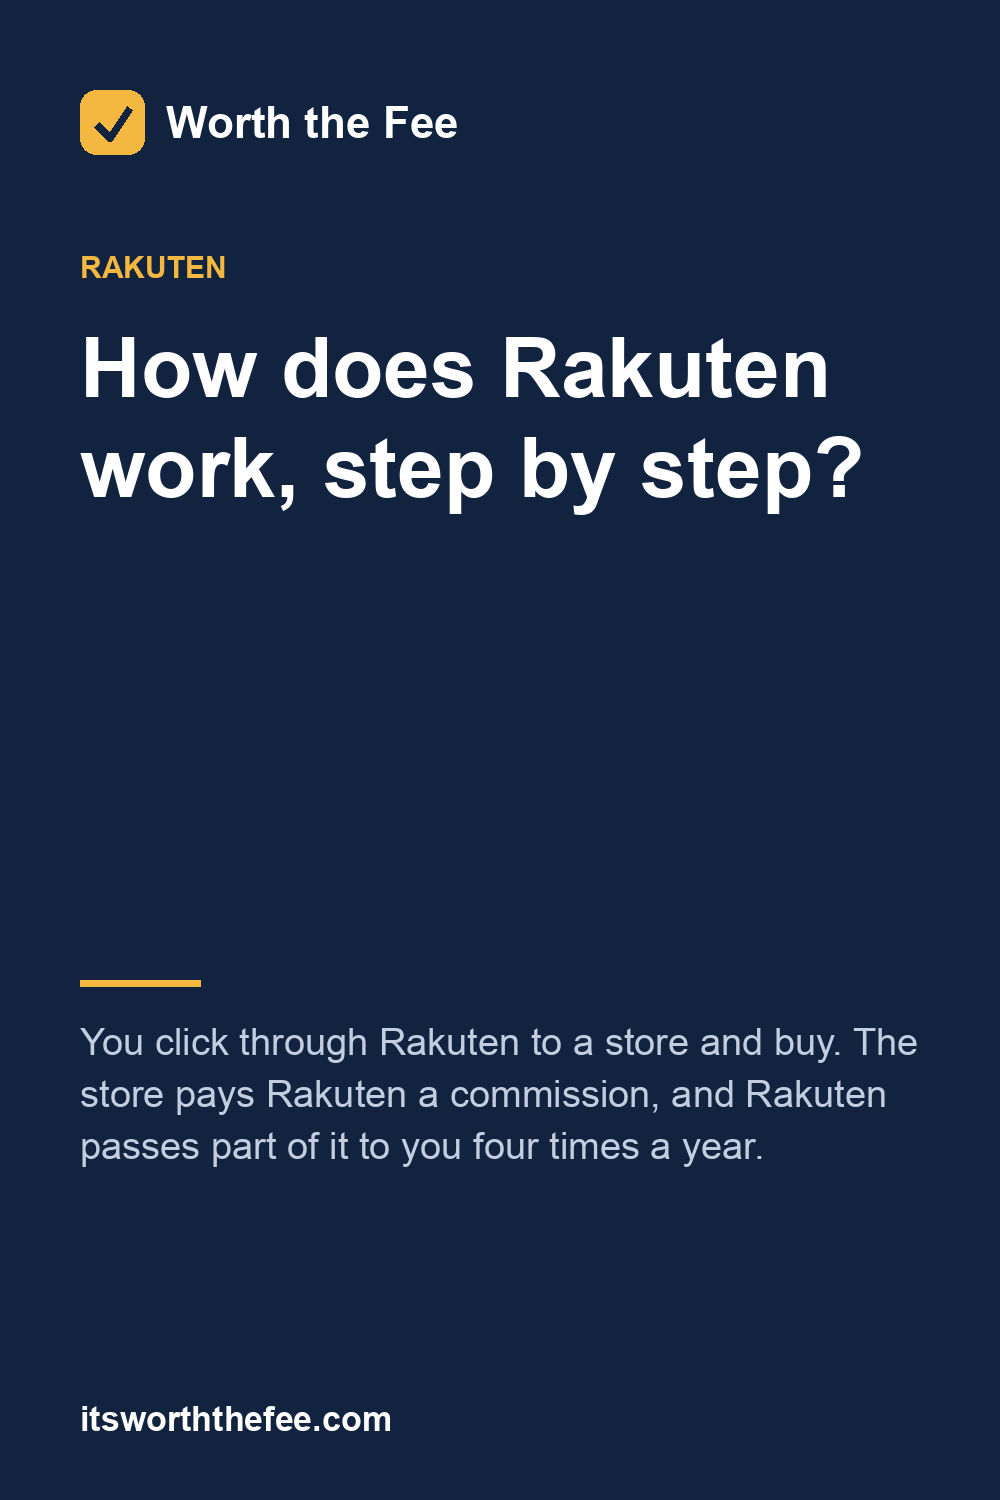 Worth the Fee
RAKUTEN
How does Rakuten
work, step by step?
You click through Rakuten to a store and buy. The
store pays Rakuten a commission, and Rakuten
passes part of it to you four times a year.
itsworththefee.com